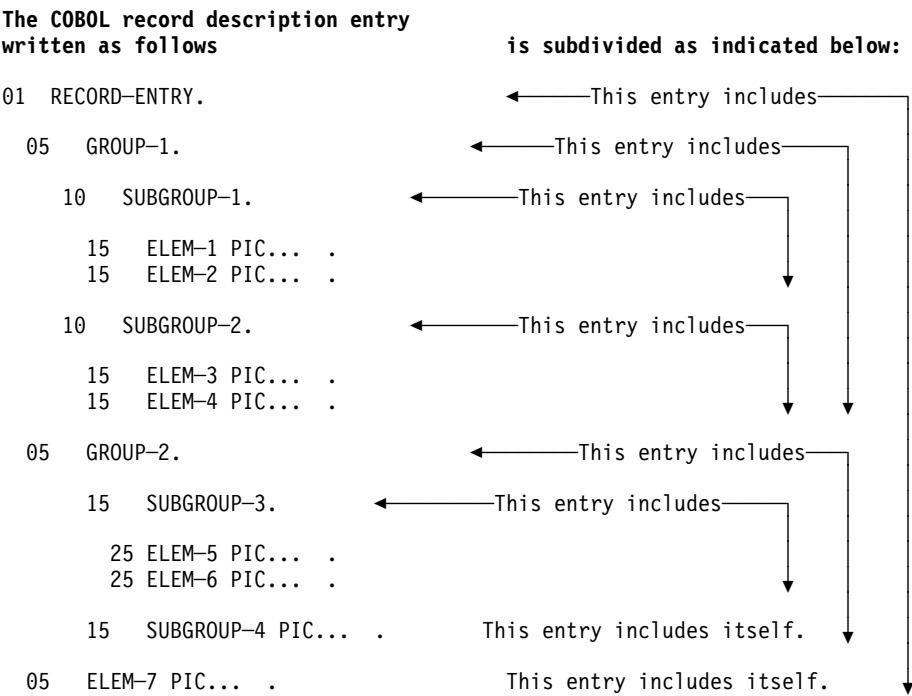 The COBOL record description entry
written as follows is subdivided as indicated below:
01 RECORD–ENTRY. This entry includes
05 GROUP–1. This entry includes
10 SUBGROUP–1. This entry includes
15 ELEM–1 PIC... .
15 ELEM–2 PIC... .
10 SUBGROUP–2. This entry includes
15 ELEM–3 PIC... .
15 ELEM–4 PIC... .
05 GROUP–2. This entry includes
15 SUBGROUP–3. This entry includes
25 ELEM–5 PIC... .
25 ELEM–6 PIC... .
15 SUBGROUP–4 PIC... . This entry includes itself.
05 ELEM–7 PIC... . This entry includes itself.